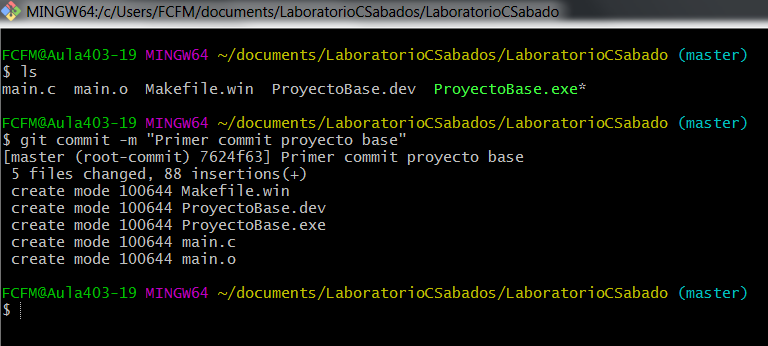 MINGW64:/c/Users/FCFM/documents/LaboratorioCSabados/LaboratorioCSabado
FCFM@Aula403-19 MINGW64 ~/documents/LaboratorioCSabados/LaboratorioCSabado (master)
$ ls
main.c  main.o  Makefile.win  ProyectoBase.dev  ProyectoBase.exe*
FCFM@Aula403-19 MINGW64 ~/documents/LaboratorioCSabados/LaboratorioCSabado (master)
$ git commit -m "Primer commit proyecto base"
[master (root-commit) 7624f63] Primer commit proyecto base
 5 files changed, 88 insertions(+)
 create mode 100644 Makefile.win
 create mode 100644 ProyectoBase.dev
 create mode 100644 ProyectoBase.exe
 create mode 100644 main.c
 create mode 100644 main.o
FCFM@Aula403-19 MINGW64 ~/documents/LaboratorioCSabados/LaboratorioCSabado (master)
$